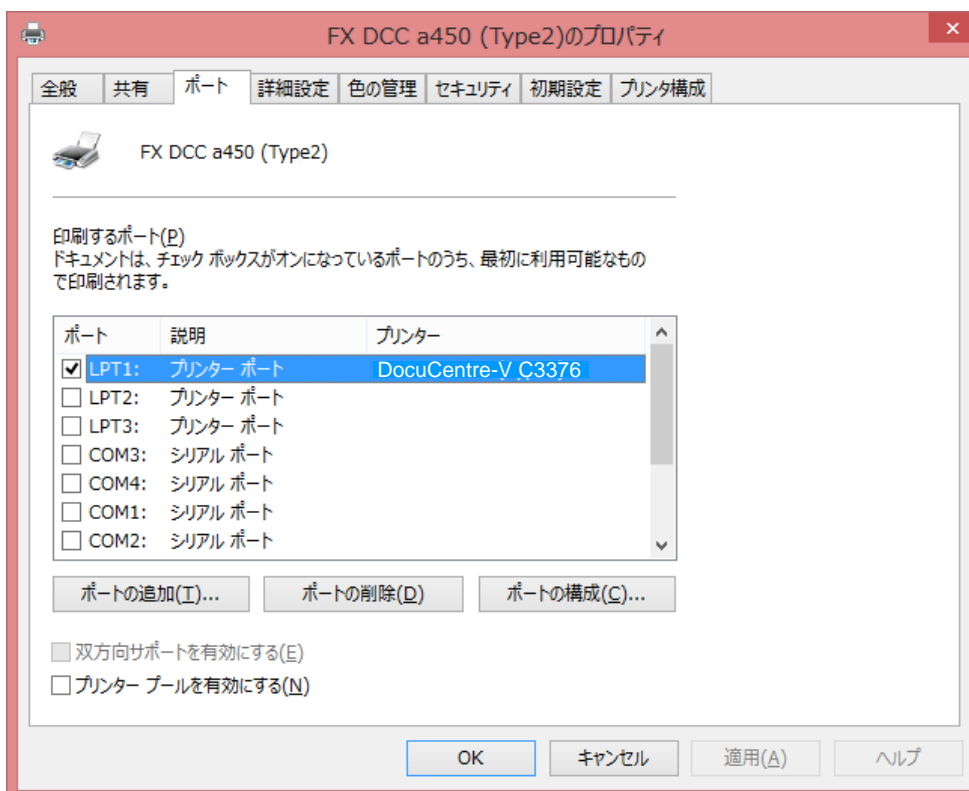 FX DCC a450 (Type2)のプロパティ
全般 共有 ポート 詳細設定 色の管理 セキュリティ 初期設定 プリンタ構成
FX DCC a450 (Type2)
印刷するポート(P)
ドキュメントは、チェック ボックスがオンになっているポートのうち、最初に利用可能なもの
で印刷されます。
ポート 説明 プリンター
LPT1: プリンター ポート DocuCentre-V C3376
LPT2: プリンター ポート
LPT3: プリンター ポート
COM3: シリアル ポート
COM4: シリアル ポート
COM1: シリアル ポート
COM2: シリアル ポート
ポートの追加(T)... ポートの削除(D) ポートの構成(C)...
双方向サポートを有効にする(E)
プリンター プールを有効にする(N)
OK キャンセル 適用(A) ヘルプ